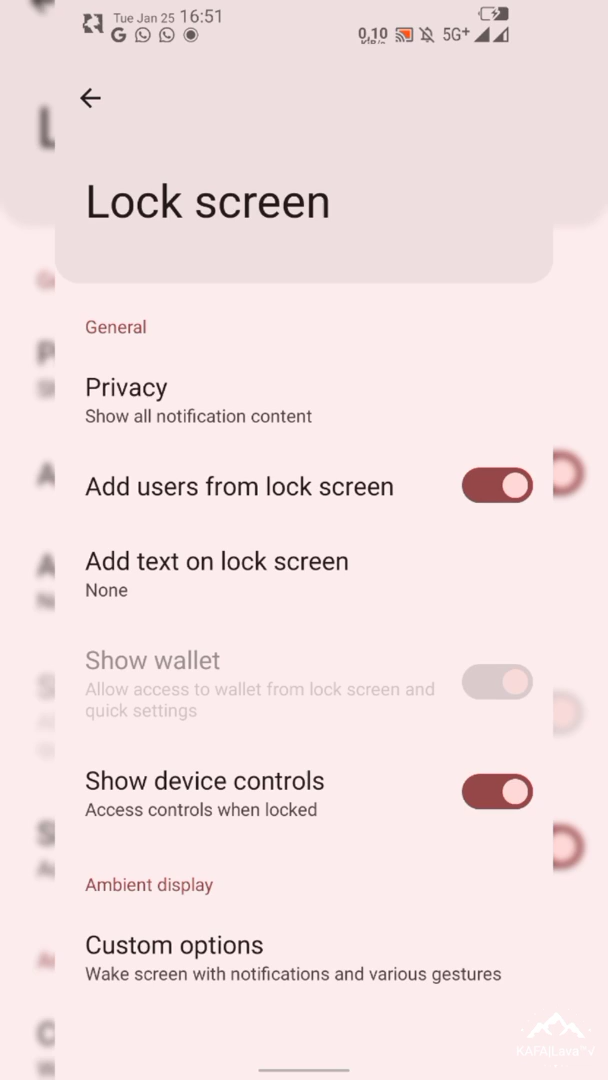 Tue Jan 25 16:51
0,10 5G+
Lock screen
General
Privacy
Show all notification content
Add users from lock screen
Add text on lock screen
None
Show wallet
Allow access to wallet from lock screen and
quick settings
Show device controls
Access controls when locked
Ambient display
Custom options
Wake screen with notifications and various gestures